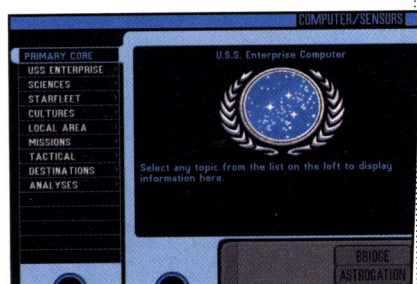 COMPUTER/SENSORS
PRIMARY CORE
USS ENTERPRISE
SCIENCES
STARFLEET
CULTURES
LOCAL AREA
MISSIONS
TACTICAL
DESTINATIONS
ANALYSES
U.S.S. Enterprise Computer
Select any topic from the list on the left to display
information here.
BRIDGE
ASTROGATION